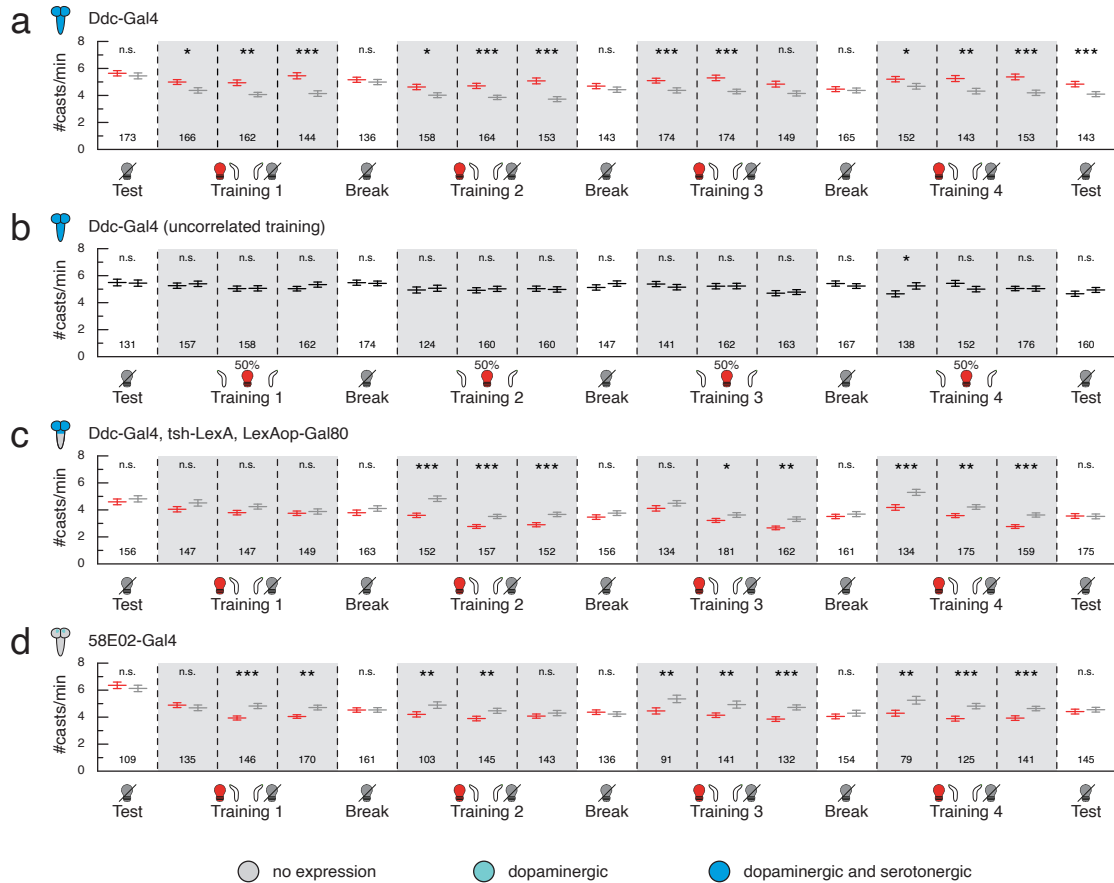 a Ddc-Gal4
#casts/min
8
6
4
2
0
n.s. * ** *** n.s. * *** *** n.s. *** *** n.s. n.s. * ** *** ***
173 166 162 144 136 158 164 153 143 174 174 149 165 152 143 153 143
Test Training 1 Break Training 2 Break Training 3 Break Training 4 Test
b Ddc-Gal4 (uncorrelated training)
#casts/min
8
6
4
2
0
n.s. n.s. n.s. n.s. n.s. n.s. n.s. n.s. n.s. n.s. n.s. n.s. n.s. * n.s. n.s. n.s.
131 157 158 162 174 124 160 160 147 141 162 163 167 138 152 176 160
50% 50% 50% 50%
Test Training 1 Break Training 2 Break Training 3 Break Training 4 Test
c Ddc-Gal4, tsh-LexA, LexAop-Gal80
#casts/min
8
6
4
2
0
n.s. n.s. n.s. n.s. n.s. *** *** *** n.s. n.s. * ** n.s. *** ** *** n.s.
156 147 147 149 163 152 157 152 156 134 181 162 161 134 175 159 175
Test Training 1 Break Training 2 Break Training 3 Break Training 4 Test
d 58E02-Gal4
#casts/min
8
6
4
2
0
n.s. n.s. *** ** n.s. ** ** n.s. n.s. ** ** *** n.s. ** *** *** n.s.
109 135 146 170 161 103 145 143 136 91 141 132 154 79 125 141 145
Test Training 1 Break Training 2 Break Training 3 Break Training 4 Test
no expression dopaminergic dopaminergic and serotonergic